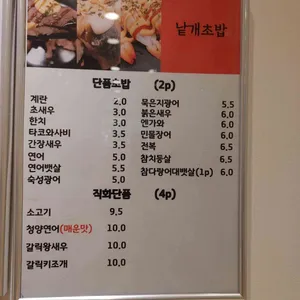 낱개초밥
단품초밥 (2p)
계란 2,0
초새우 3,0
한치 3,0
타코와사비 3,5
간장새우 3,5
연어 5,0
연어뱃살 5,5
숙성광어 5,0
묵은지광어 5,5
붉은새우 6,0
엔가와 6,0
민물장어 6,0
전복 6,5
참치등살 6,5
참다랑어대뱃살(1p) 6,0
직화단품 (4p)
소고기 9,5
청양연어(매운맛) 10,0
갈릭왕새우 10,0
갈릭키조개 10,0